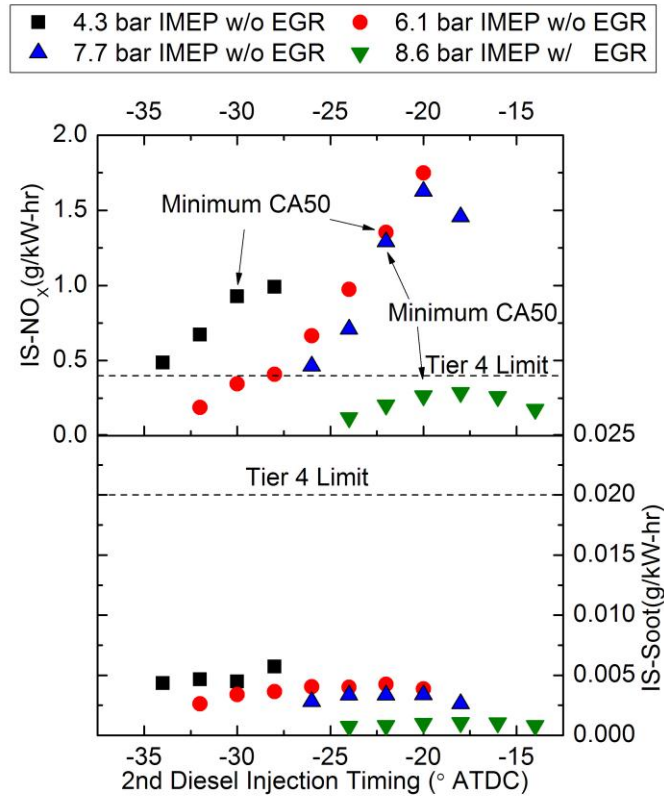 4.3 bar IMEP w/o EGR 6.1 bar IMEP w/o EGR
7.7 bar IMEP w/o EGR 8.6 bar IMEP w/ EGR
-35 -30 -25 -20 -15
2.0
1.5
1.0
0.5
0.0
IS-NOX(g/kW-hr)
Minimum CA50
Minimum CA50
Tier 4 Limit
0.025
0.020
0.015
0.010
0.005
0.000
IS-Soot(g/kW-hr)
Tier 4 Limit
-35 -30 -25 -20 -15
2nd Diesel Injection Timing (° ATDC)